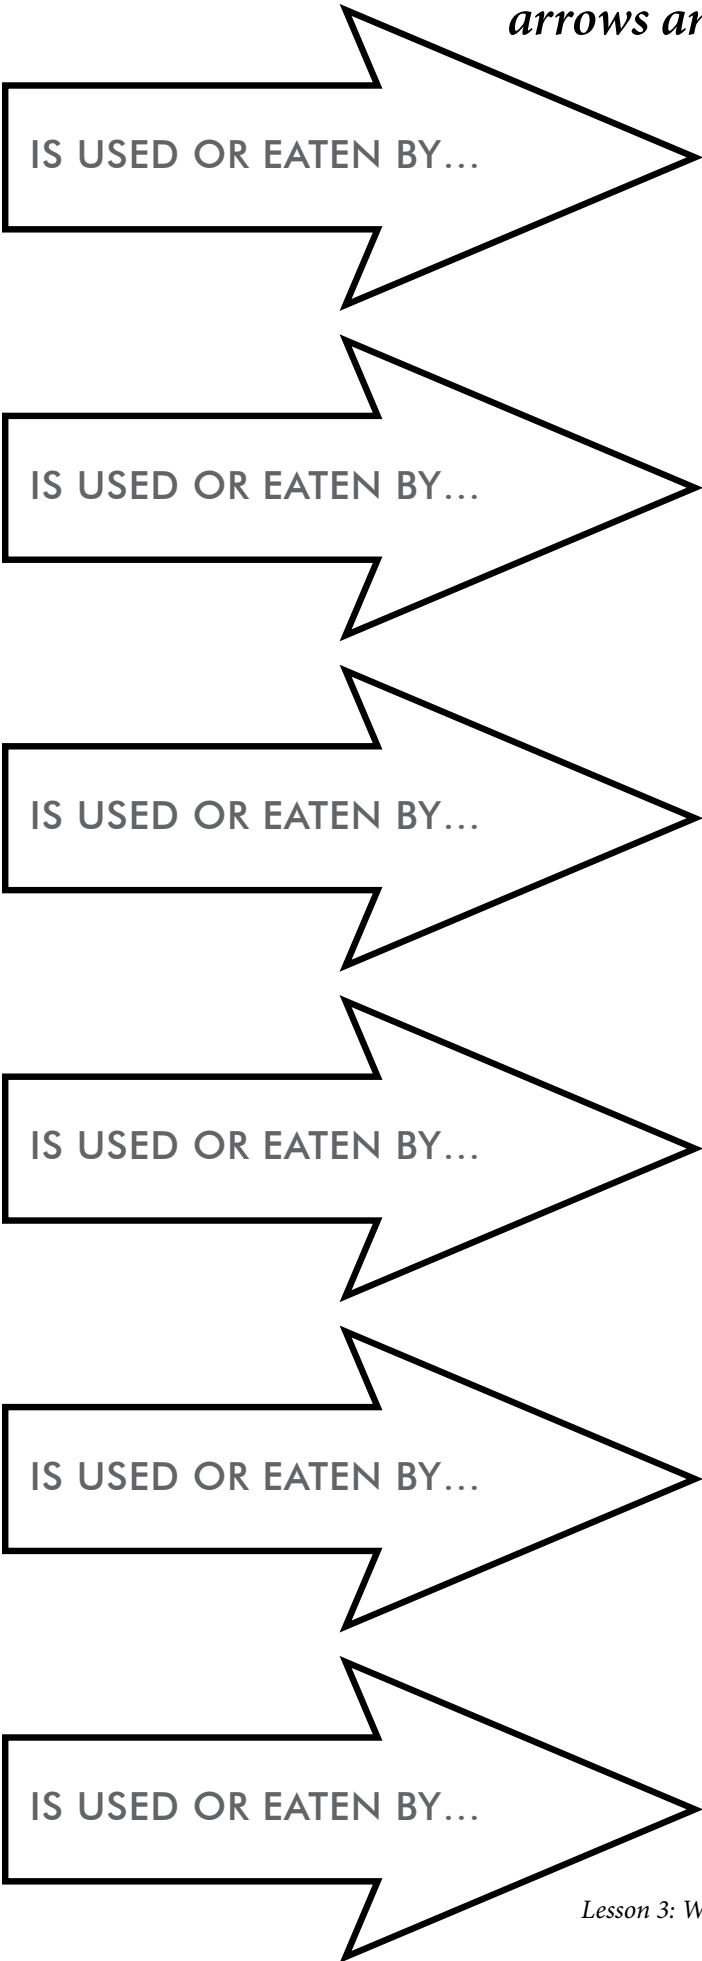 arrows
IS USED OR EATEN BY…
IS USED OR EATEN BY…
IS USED OR EATEN BY…
IS USED OR EATEN BY…
IS USED OR EATEN BY…
IS USED OR EATEN BY…
Lesson 3: